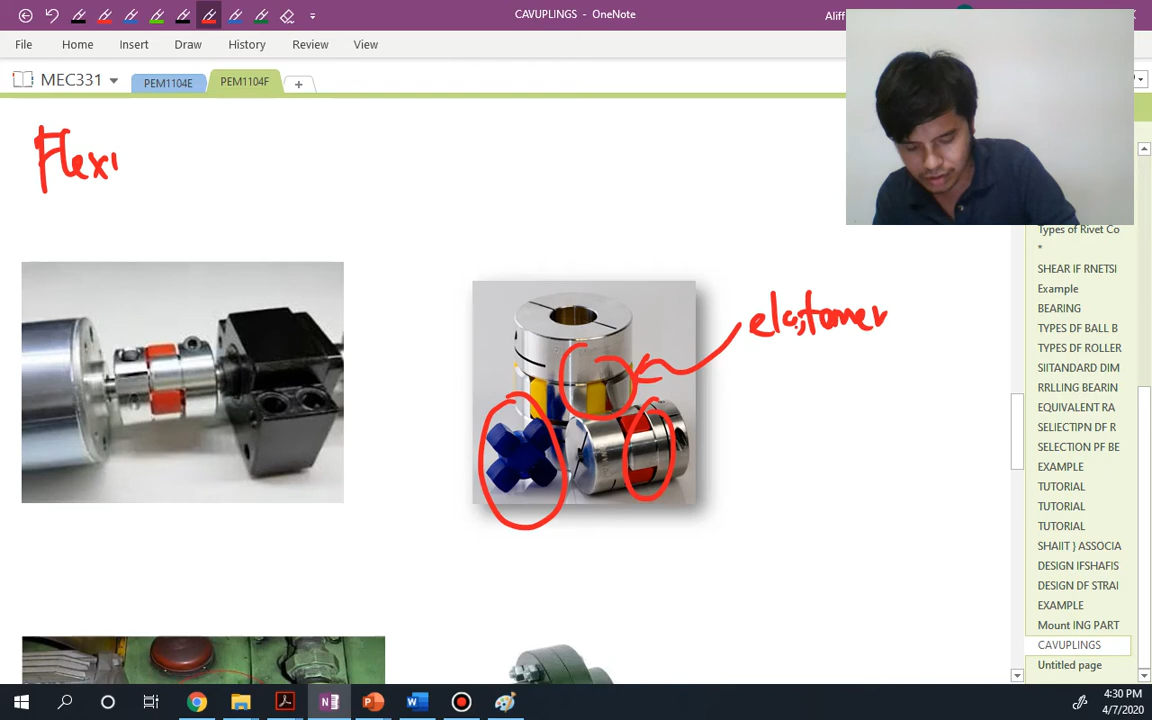 CAVUPLINGS - OneNote
Aliff
File Home Insert Draw History Review View
MEC331 PEM1104E PEM1104F
Flexi
elastomer
Types of Rivet Co
*
SHEAR IF RNETSI
Example
BEARING
TYPES DF BALL B
TYPES DF ROLLER
SIITANDARD DIM
RRLLING BEARIN
EQUIVALENT RA
SELIECTIPN DF R
SELECTION PF BE
EXAMPLE
TUTORIAL
TUTORIAL
TUTORIAL
SHAIIT } ASSOCIA
DESIGN IFSHAFIS
DESIGN DF STRAI
EXAMPLE
Mount ING PART
CAVUPLINGS
Untitled page
4:30 PM
4/7/2020